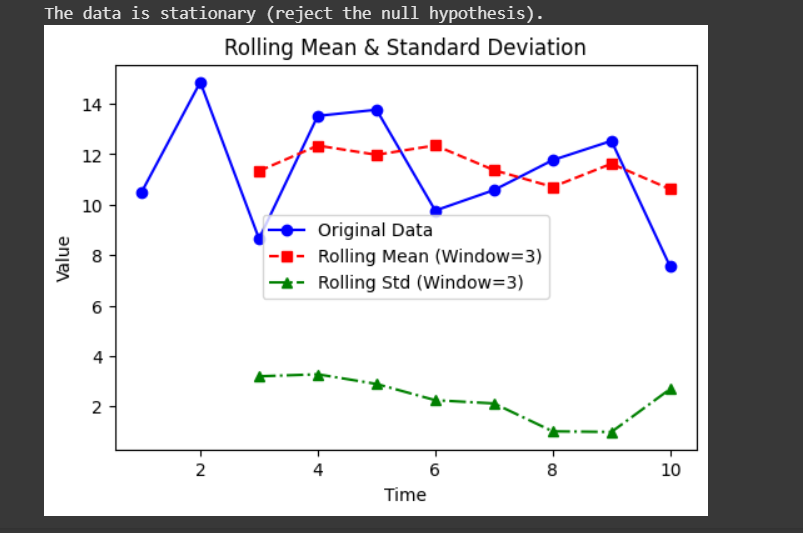 The data is stationary (reject the null hypothesis).
Rolling Mean & Standard Deviation
14
12
10
8
6
4
2
Value
Original Data
Rolling Mean (Window=3)
Rolling Std (Window=3)
2 4 6 8 10
Time